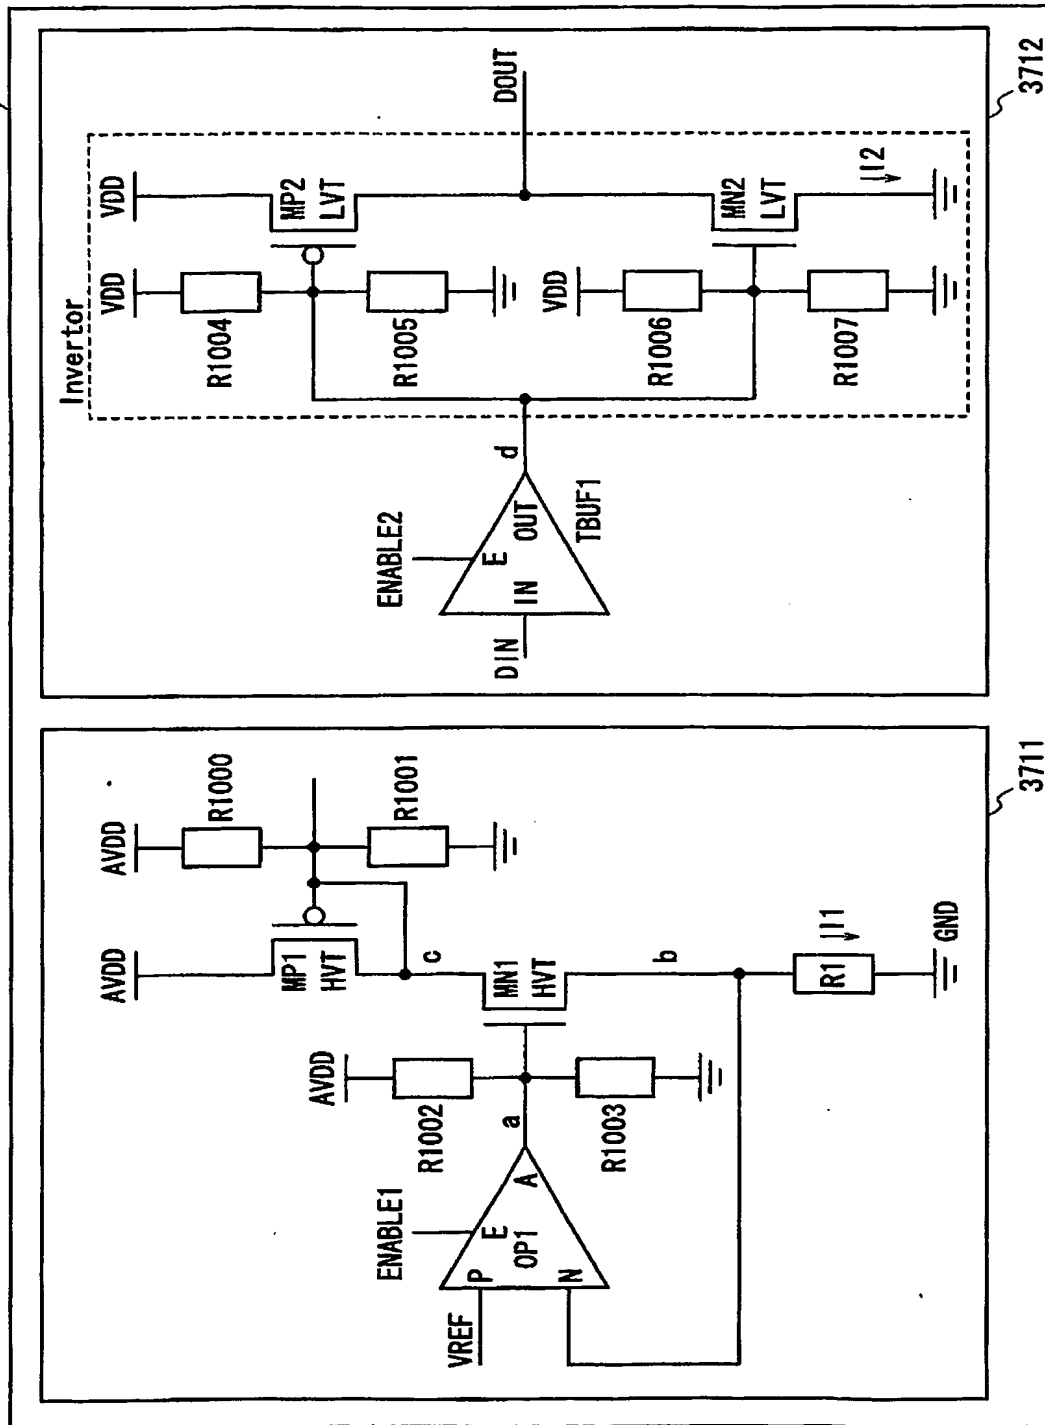 AVDD
AVDD
R1000
R1001
MP1
HVT
c
AVDD
R1002
R1003
MN1
HVT
a
b
ENABLE1
VREF
P
E
A
OP1
N
R1
I1
GND
3711
Invertor
VDD
VDD
R1004
R1005
MP2
LVT
DOUT
VDD
R1006
R1007
MN2
LVT
I2
d
ENABLE2
DIN
IN
E
OUT
TBUF1
3712